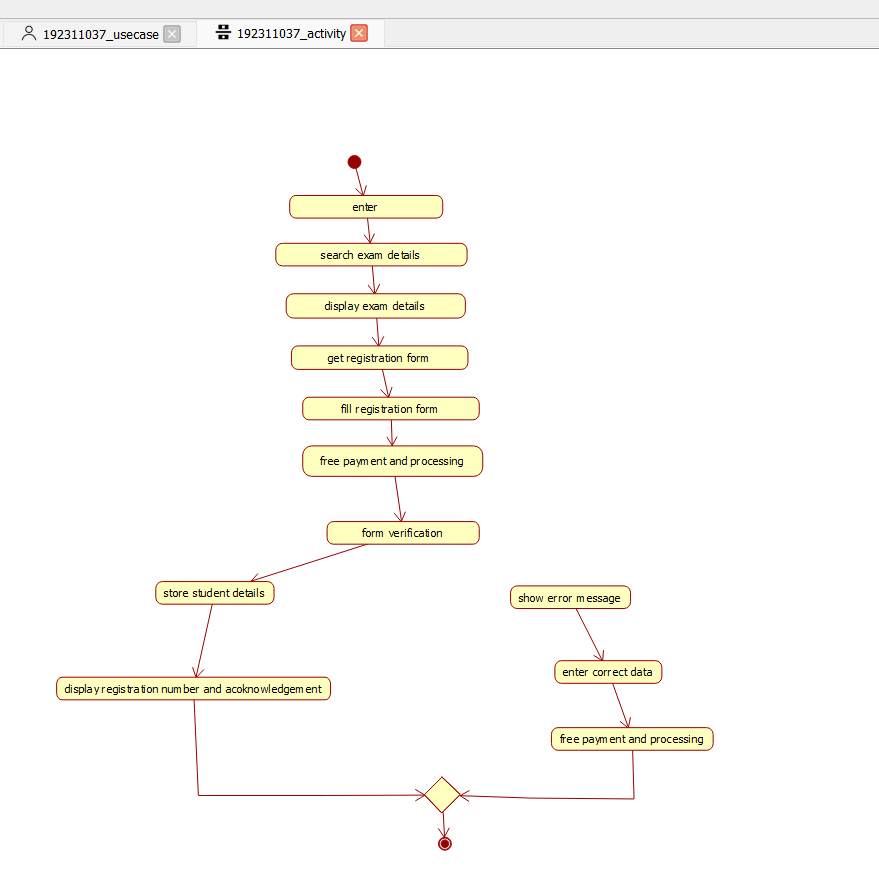 192311037_usecase
192311037_activity
enter
search exam details
display exam details
get registration form
fill registration form
free payment and processing
form verification
store student details
show error message
enter correct data
display registration number and acoknowledgement
free payment and processing